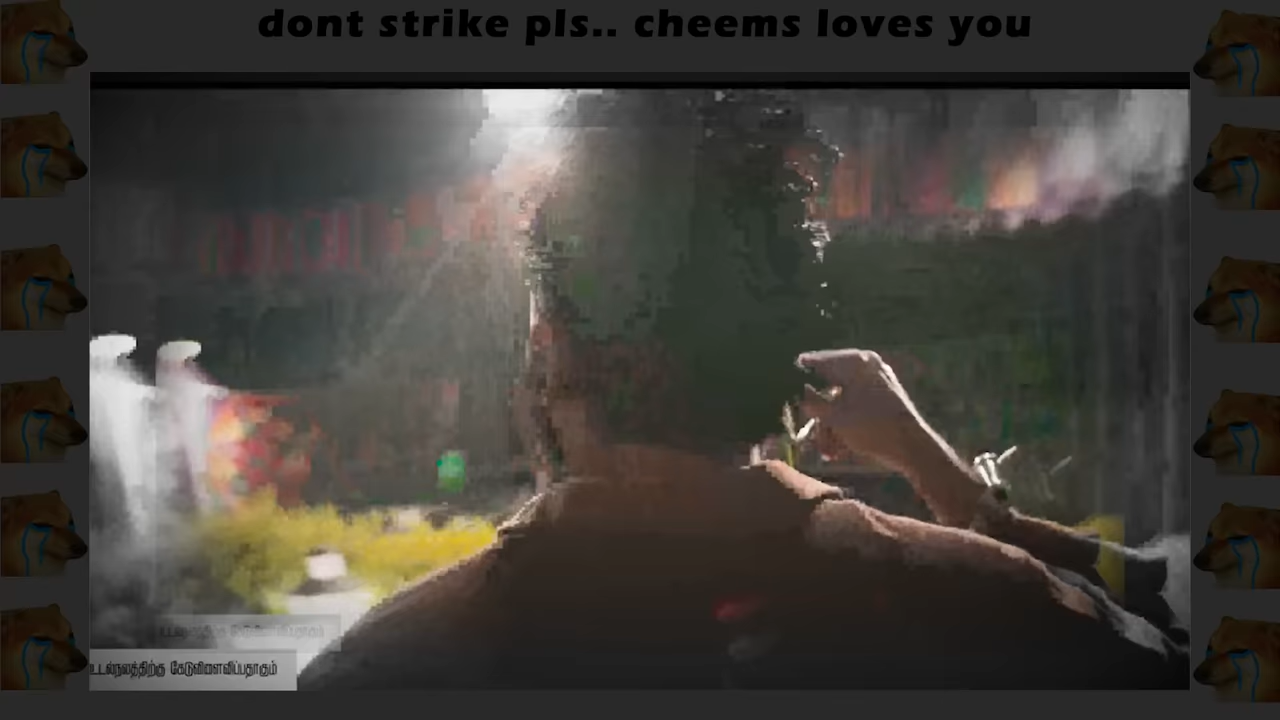 dont strike pls.. cheems loves you
உடல்நலத்திற்கு கேடுவிளைவிப்பதாகும்